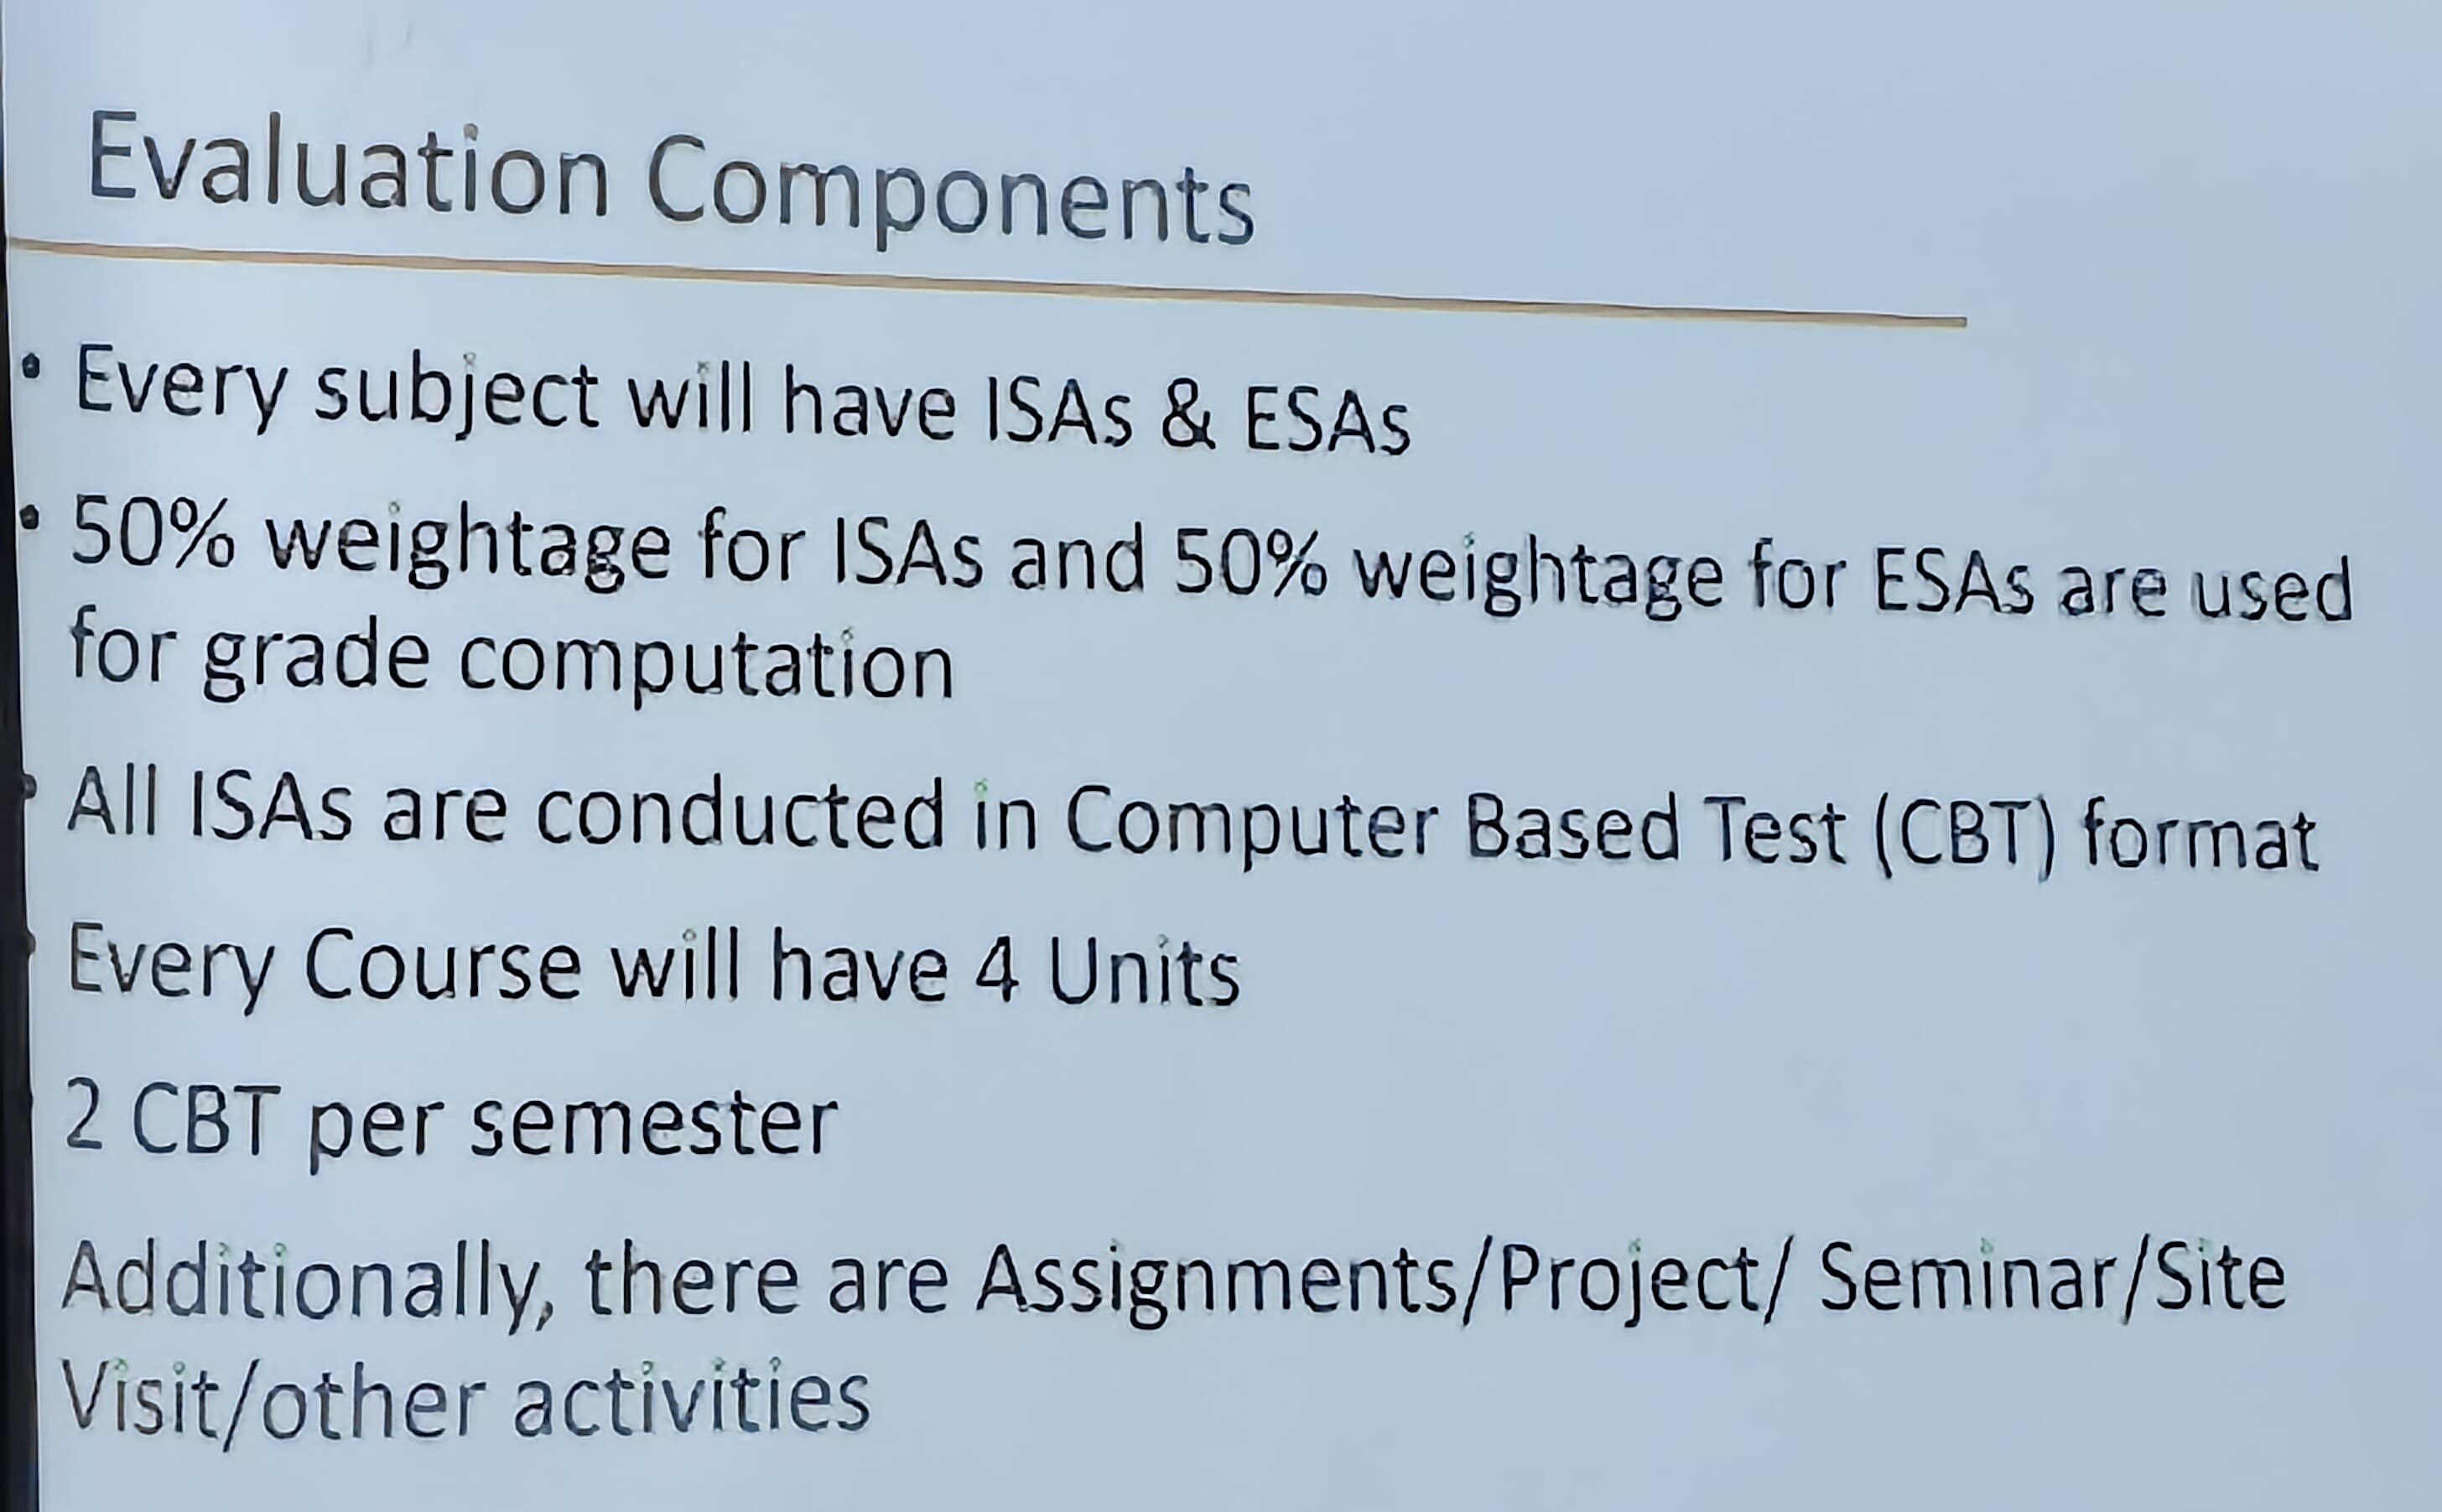 Evaluation Components
• Every subject will have ISAs & ESAs
• 50% weightage for ISAs and 50% weightage for ESAs are used
for grade computation
• All ISAs are conducted in Computer Based Test (CBT) format
• Every Course will have 4 Units
2 CBT per semester
Additionally, there are Assignments/Project/ Seminar/Site
Visit/other activities